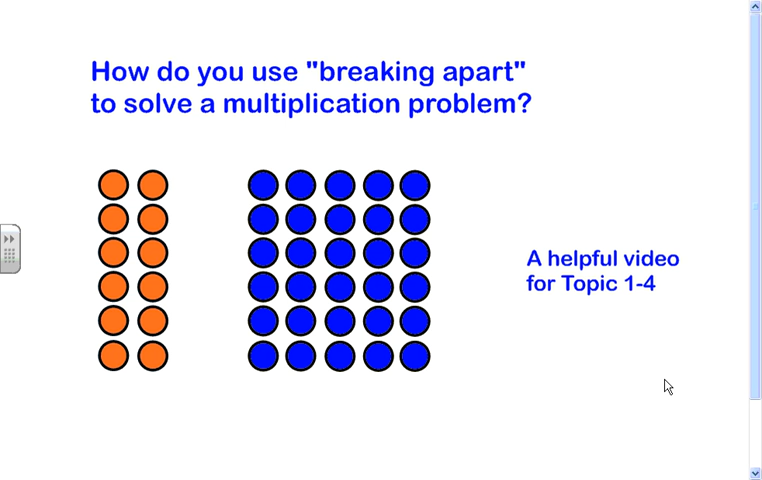 How do you use "breaking apart"
to solve a multiplication problem?
A helpful video
for Topic 1-4